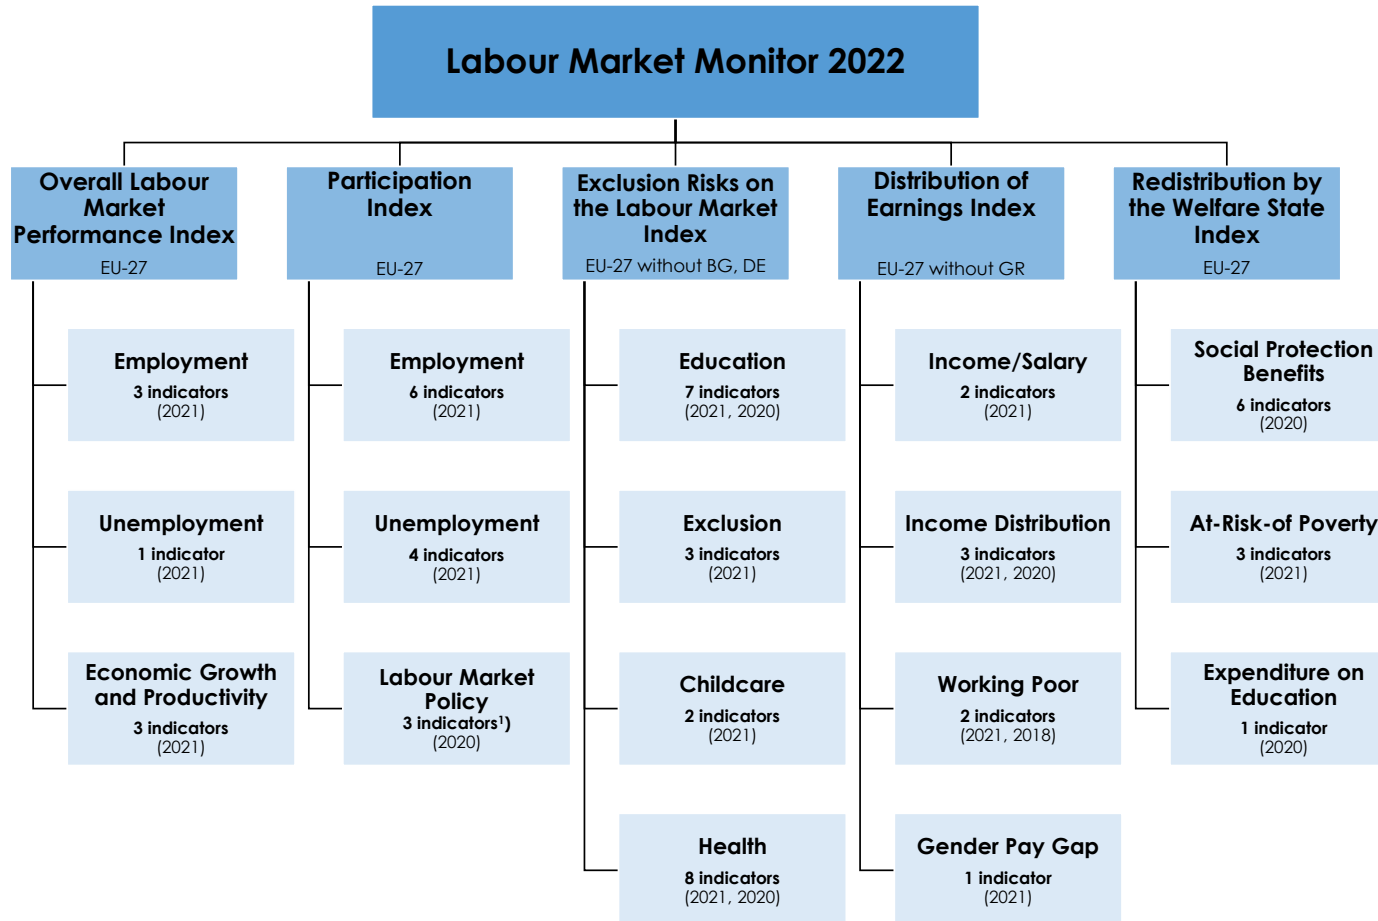 Labour Market Monitor 2022
Overall Labour
Market
Performance Index
EU-27
Participation
Index
EU-27
Exclusion Risks on
the Labour Market
Index
EU-27 without BG, DE
Distribution of
Earnings Index
EU-27 without GR
Redistribution by
the Welfare State
Index
EU-27
Employment
3 indicators
(2021)
Employment
6 indicators
(2021)
Education
7 indicators
(2021, 2020)
Income/Salary
2 indicators
(2021)
Social Protection
Benefits
6 indicators
(2020)
Unemployment
1 indicator
(2021)
Unemployment
4 indicators
(2021)
Exclusion
3 indicators
(2021)
Income Distribution
3 indicators
(2021, 2020)
At-Risk-of Poverty
3 indicators
(2021)
Economic Growth
and Productivity
3 indicators
(2021)
Labour Market
Policy
3 indicators¹)
(2020)
Childcare
2 indicators
(2021)
Working Poor
2 indicators
(2021, 2018)
Expenditure on
Education
1 indicator
(2020)
Health
8 indicators
(2021, 2020)
Gender Pay Gap
1 indicator
(2021)